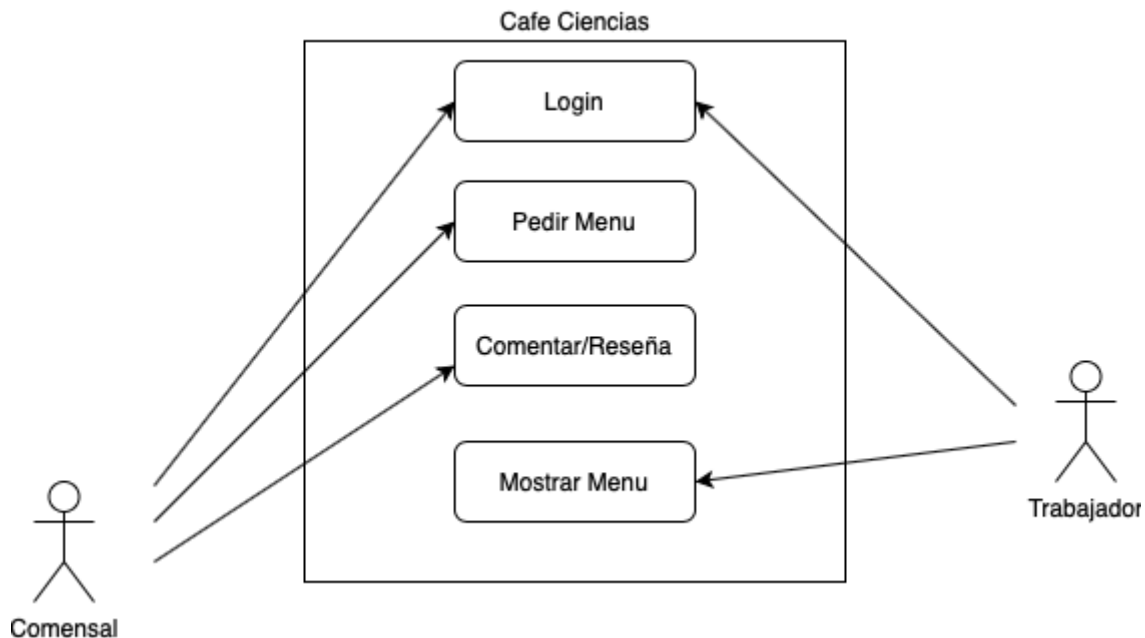 Cafe Ciencias
Login
Pedir Menu
Comentar/Reseña
Mostrar Menu
Trabajador
Comensal